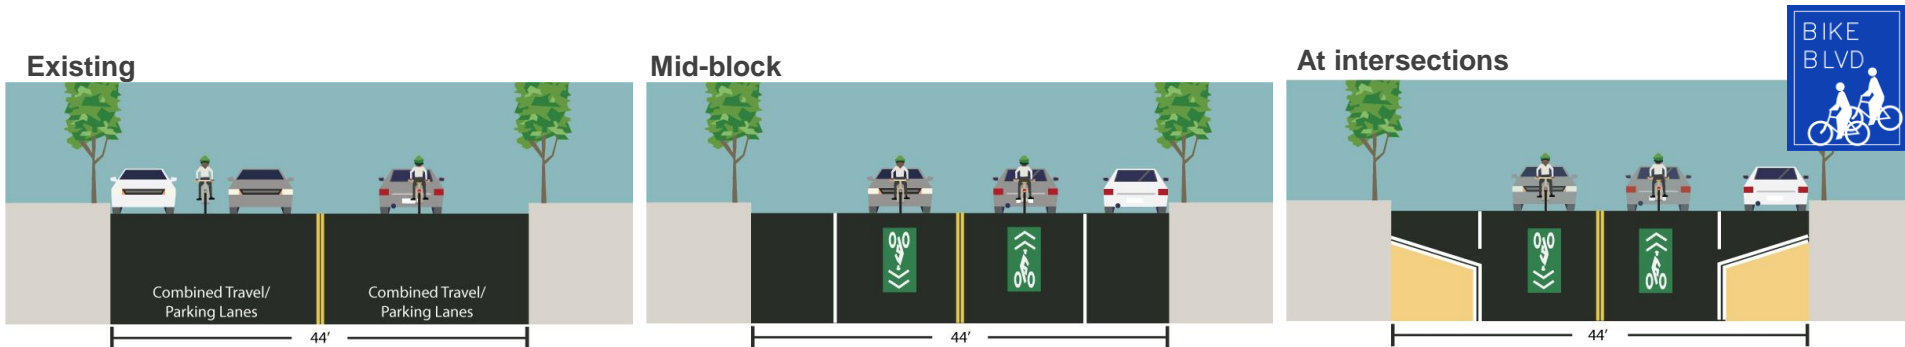 Existing
Combined Travel/
Parking Lanes
Combined Travel/
Parking Lanes
44'
Mid-block
44'
At intersections
BIKE
BLVD
44'